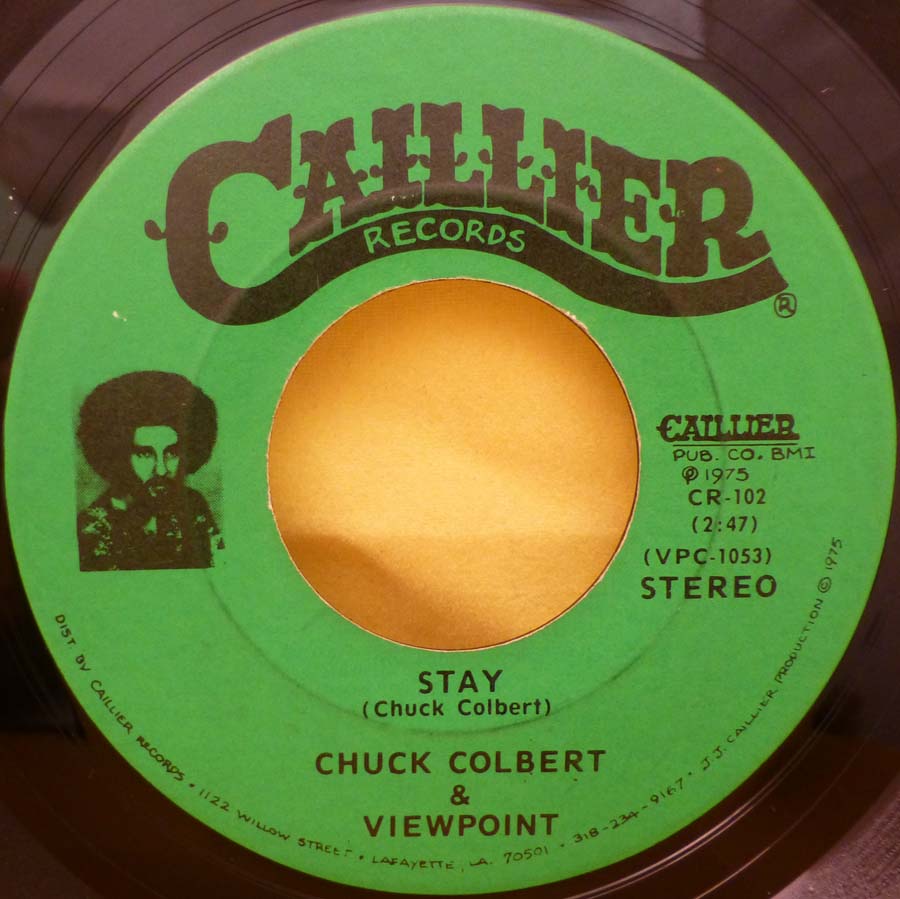 CAILLIER
RECORDS
®
CAILLIER
PUB. CO. BMI
℗ 1975
CR-102
(2:47)
(VPC-1053)
STEREO
STAY
(Chuck Colbert)
CHUCK COLBERT
&
VIEWPOINT
DIST BY CAILLIER RECORDS • 1122 WILLOW STREET • LAFAYETTE, LA. 70501 • 318-234-9167 • J.J. CAILLIER PRODUCTION © 1975